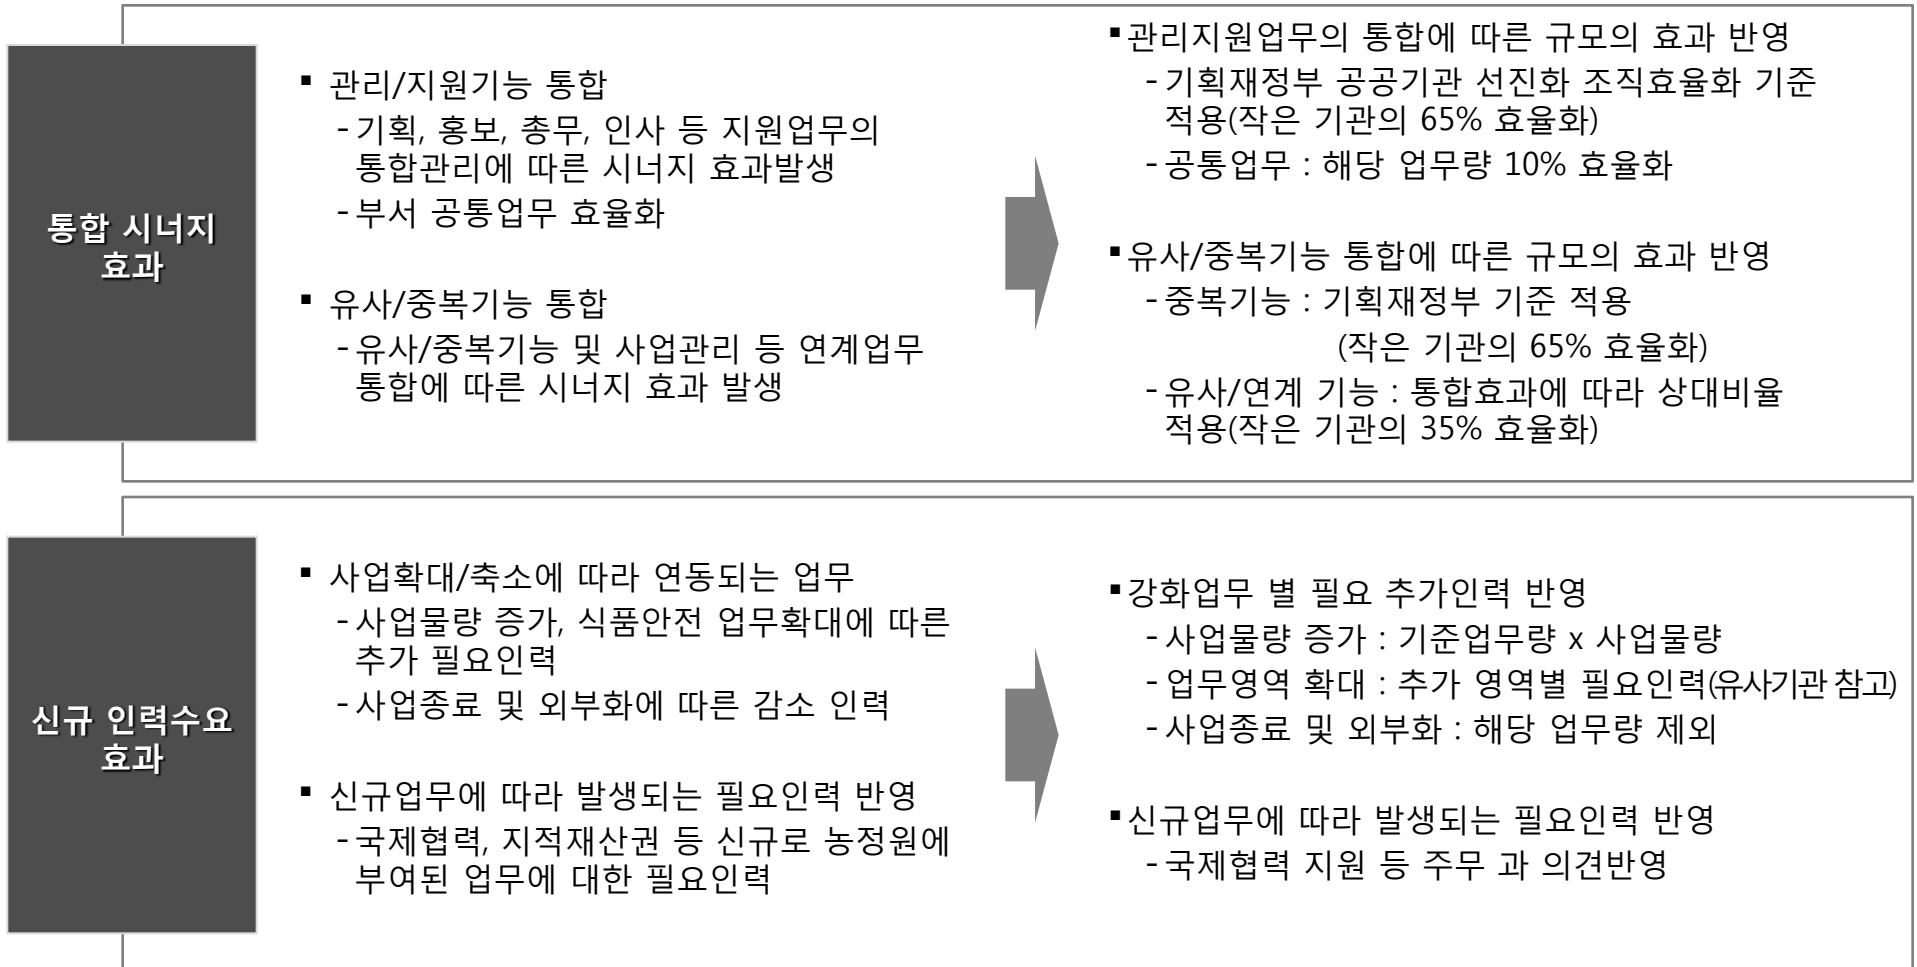 통합 시너지
효과
▪ 관리/지원기능 통합
- 기획, 홍보, 총무, 인사 등 지원업무의
통합관리에 따른 시너지 효과발생
- 부서 공통업무 효율화
▪ 유사/중복기능 통합
- 유사/중복기능 및 사업관리 등 연계업무
통합에 따른 시너지 효과 발생
▪ 관리지원업무의 통합에 따른 규모의 효과 반영
- 기획재정부 공공기관 선진화 조직효율화 기준
적용(작은 기관의 65% 효율화)
- 공통업무 : 해당 업무량 10% 효율화
▪ 유사/중복기능 통합에 따른 규모의 효과 반영
- 중복기능 : 기획재정부 기준 적용
(작은 기관의 65% 효율화)
- 유사/연계 기능 : 통합효과에 따라 상대비율
적용(작은 기관의 35% 효율화)
신규 인력수요
효과
▪ 사업확대/축소에 따라 연동되는 업무
- 사업물량 증가, 식품안전 업무확대에 따른
추가 필요인력
- 사업종료 및 외부화에 따른 감소 인력
▪ 신규업무에 따라 발생되는 필요인력 반영
- 국제협력, 지적재산권 등 신규로 농정원에
부여된 업무에 대한 필요인력
▪ 강화업무 별 필요 추가인력 반영
- 사업물량 증가 : 기준업무량 x 사업물량
- 업무영역 확대 : 추가 영역별 필요인력(유사기관 참고)
- 사업종료 및 외부화 : 해당 업무량 제외
▪ 신규업무에 따라 발생되는 필요인력 반영
- 국제협력 지원 등 주무 과 의견반영